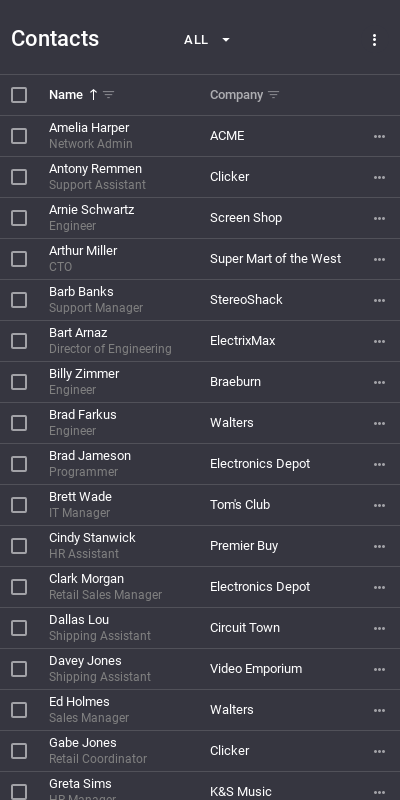 Contacts ALL
Name Company
Amelia Harper
Network Admin
ACME
Antony Remmen
Support Assistant
Clicker
Arnie Schwartz
Engineer
Screen Shop
Arthur Miller
CTO
Super Mart of the West
Barb Banks
Support Manager
StereoShack
Bart Arnaz
Director of Engineering
ElectrixMax
Billy Zimmer
Engineer
Braeburn
Brad Farkus
Engineer
Walters
Brad Jameson
Programmer
Electronics Depot
Brett Wade
IT Manager
Tom's Club
Cindy Stanwick
HR Assistant
Premier Buy
Clark Morgan
Retail Sales Manager
Electronics Depot
Dallas Lou
Shipping Assistant
Circuit Town
Davey Jones
Shipping Assistant
Video Emporium
Ed Holmes
Sales Manager
Walters
Gabe Jones
Retail Coordinator
Clicker
Greta Sims
HR Manager
K&S Music